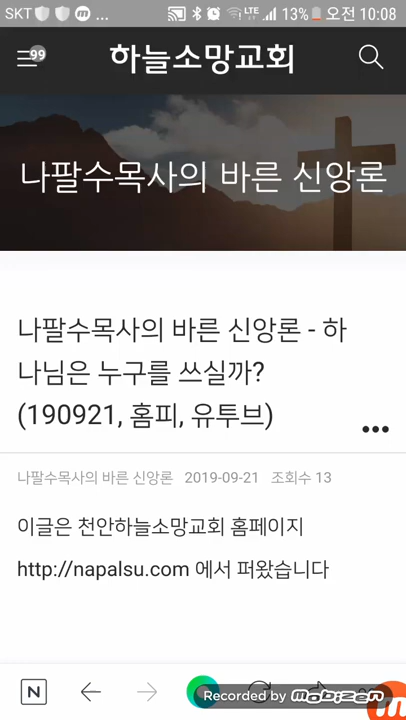 SKT m ... LTE 13% 오전 10:08
99 하늘소망교회
나팔수목사의 바른 신앙론
나팔수목사의 바른 신앙론 - 하
나님은 누구를 쓰실까?
(190921, 홈피, 유투브)
•••
나팔수목사의 바른 신앙론 2019-09-21 조회수 13
이글은 천안하늘소망교회 홈페이지
http://napalsu.com 에서 퍼왔습니다
N Recorded by mobizen